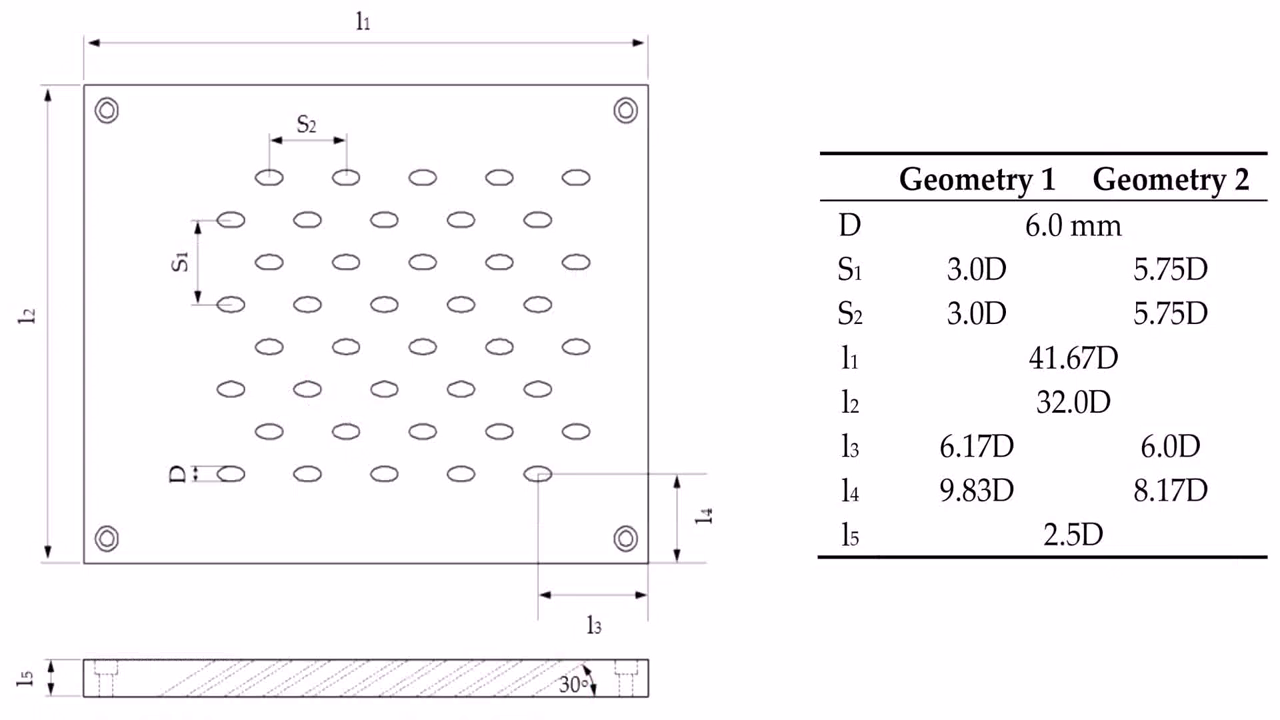 l1
S2
S1
l2
D
l4
l3
l5
30°
Geometry 1 Geometry 2
D 6.0 mm
S1 3.0D 5.75D
S2 3.0D 5.75D
l1 41.67D
l2 32.0D
l3 6.17D 6.0D
l4 9.83D 8.17D
l5 2.5D